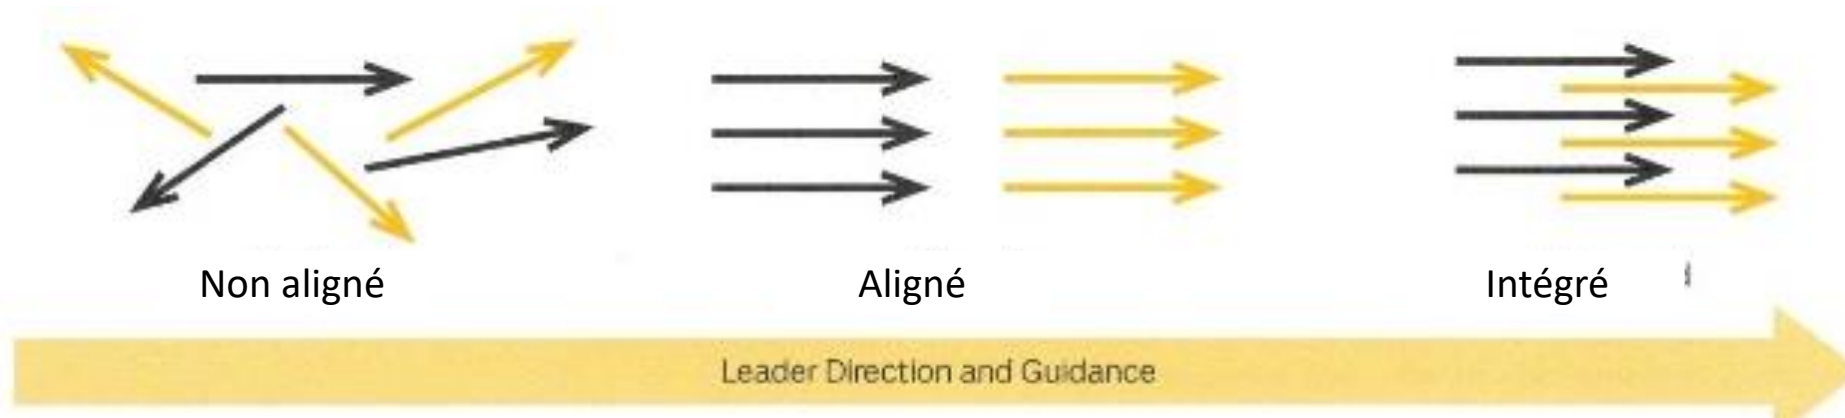 Non aligné
Aligné
Intégré
Leader Direction and Guidance